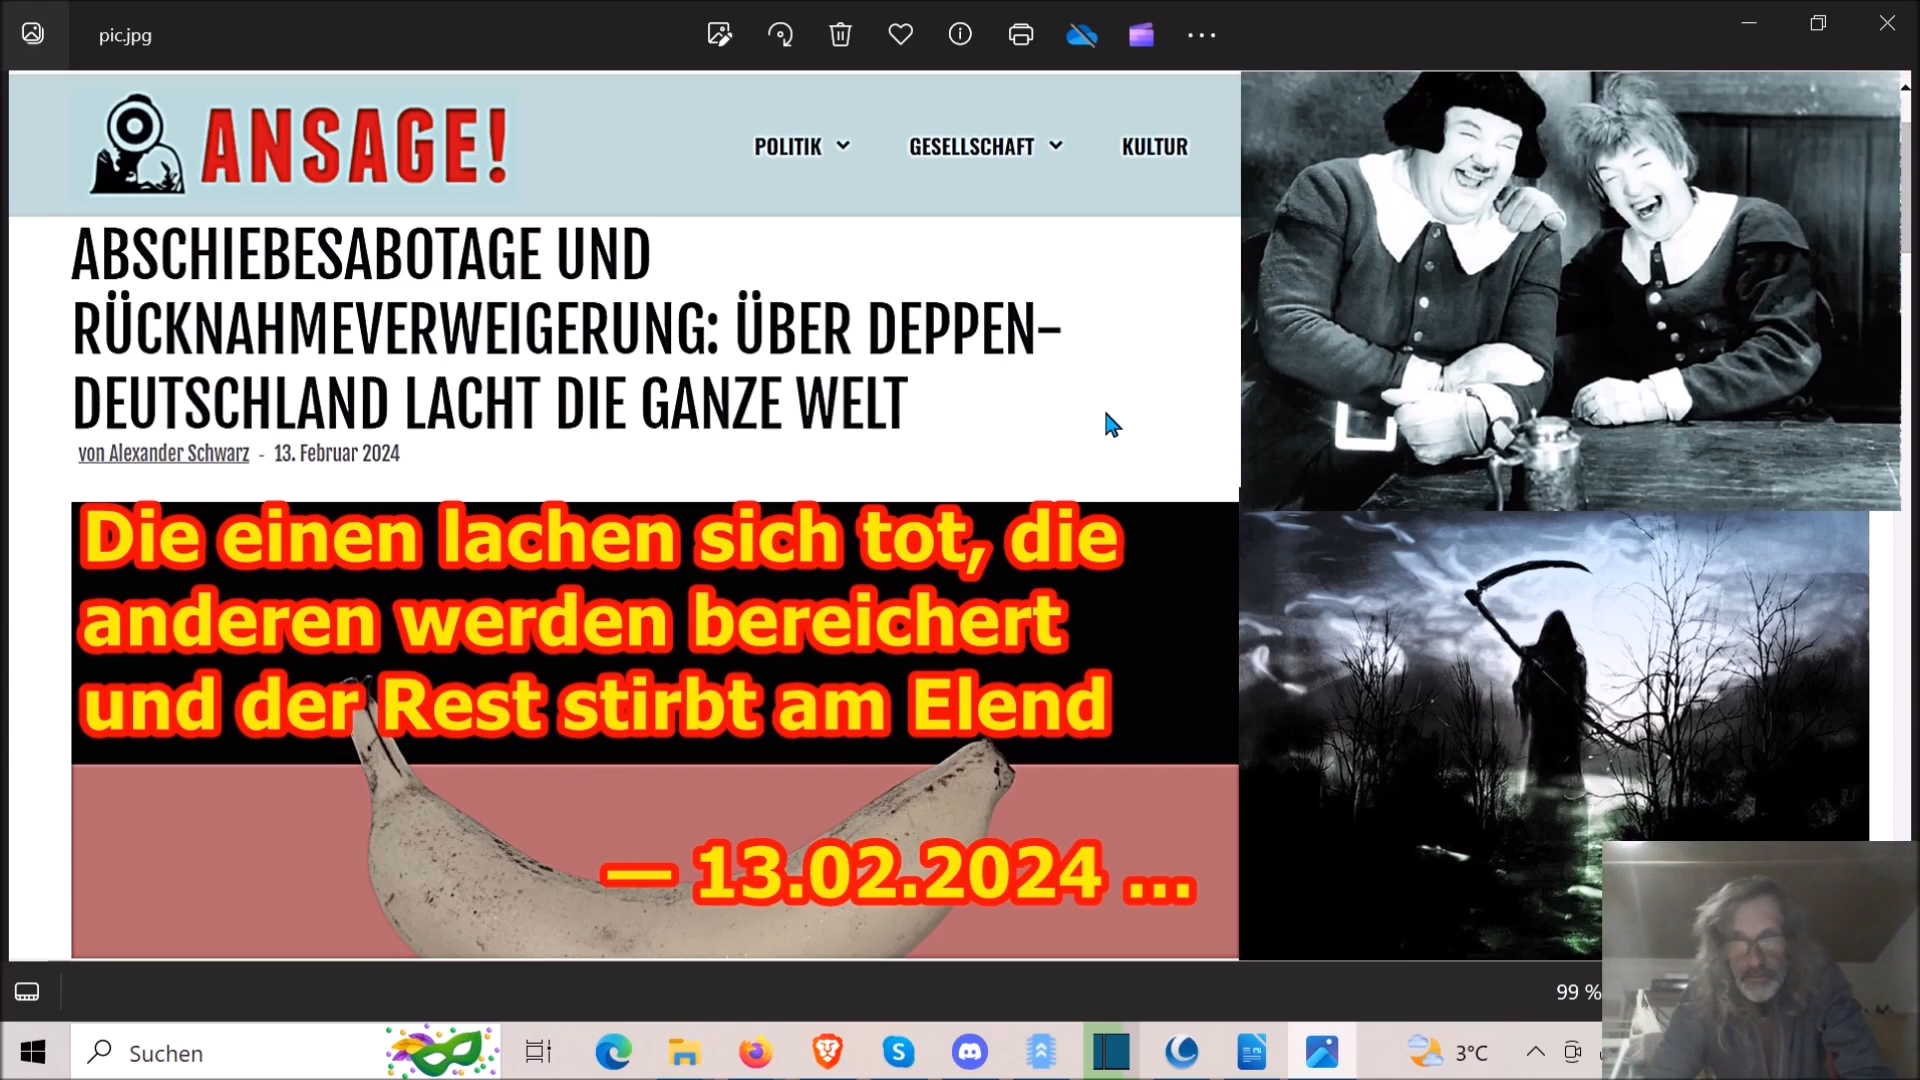 pic.jpg
ANSAGE!
POLITIK
GESELLSCHAFT
KULTUR
ABSCHIEBESABOTAGE UND
RÜCKNAHMEVERWEIGERUNG: ÜBER DEPPEN-
DEUTSCHLAND LACHT DIE GANZE WELT
von Alexander Schwarz - 13. Februar 2024
Die einen lachen sich tot, die
anderen werden bereichert
und der Rest stirbt am Elend
— 13.02.2024 ...
99 %
Suchen
3°C